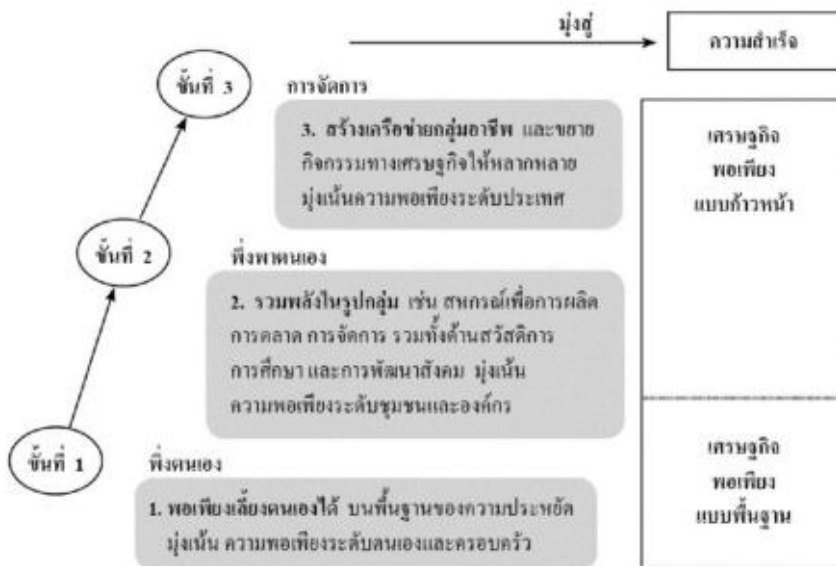 มุ่งสู่
ความสำเร็จ
ขั้นที่ 3
การจัดการ
3. สร้างเครือข่ายกลุ่มอาชีพ และขยาย
กิจกรรมทางเศรษฐกิจให้หลากหลาย
มุ่งเน้นความพอเพียงระดับประเทศ
เศรษฐกิจ
พอเพียง
แบบก้าวหน้า
ขั้นที่ 2
พึ่งพาตนเอง
2. รวมพลังในรูปกลุ่ม เช่น สหกรณ์เพื่อการผลิต
การตลาด การจัดการ รวมทั้งด้านสวัสดิการ
การศึกษา และการพัฒนาสังคม มุ่งเน้น
ความพอเพียงระดับชุมชนและองค์กร
ขั้นที่ 1
พึ่งตนเอง
1. พอเพียงเลี้ยงตนเองได้ บนพื้นฐานของความประหยัด
มุ่งเน้น ความพอเพียงระดับตนเองและครอบครัว
เศรษฐกิจ
พอเพียง
แบบพื้นฐาน